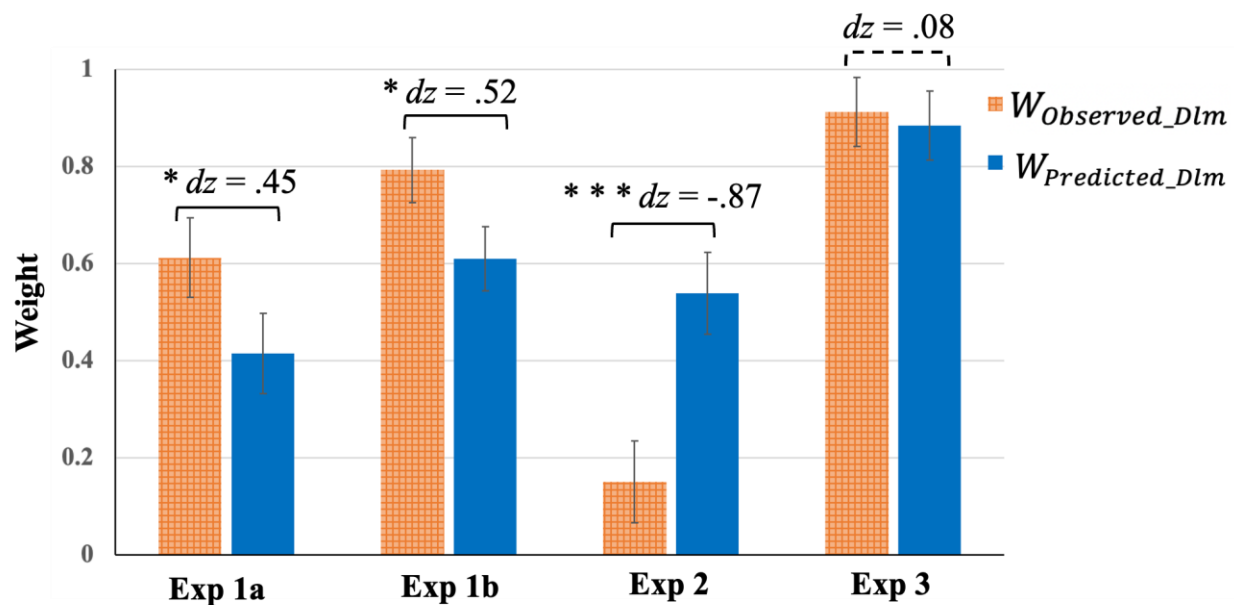 dz = .08
1
* dz = .52
W_Observed_Dlm
0.8
W_Predicted_Dlm
* dz = .45
* * * dz = -.87
0.6
Weight
0.4
0.2
0
Exp 1a Exp 1b Exp 2 Exp 3